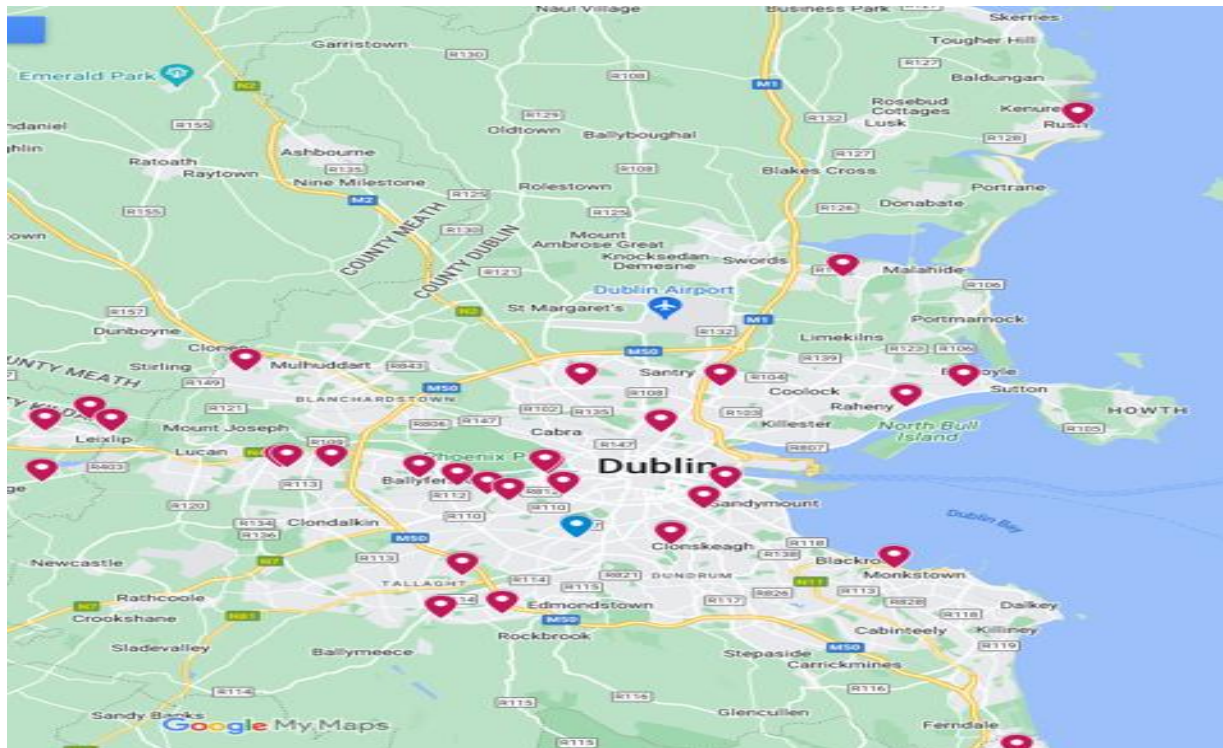 Naul Village
Business Park
Skerries
Garristown
R130
Tougher Hill
R127
Emerald Park
N2
R108
M1
Baldungan
Rosebud
Cottages
Kenure
Rush
R155
R129
Oldtown
Ballyboughal
R132
Lusk
R128
Ratoath
Raytown
Ashbourne
R135
R127
Nine Milestone
R108
Blakes Cross
M2
R125
Rolestown
Portrane
R155
R125
R126
Donabate
COUNTY MEATH
COUNTY DUBLIN
R130
Mount
Ambrose Great
Knocksedan
Demesne
Swords
R121
Malahide
Dublin Airport
R106
R157
St Margaret's
N2
Dunboyne
R132
M1
Portmarnock
Limekilns
Stirling
Mulhuddart
R843
M50
R139
R123
R106
COUNTY MEATH
R149
M50
Santry
R104
Coolock
Sutton
BLANCHARDSTOWN
R108
Raheny
R121
R102
R135
R103
HOWTH
Leixlip
Mount Joseph
R806
R147
Cabra
Killester
North Bull
Island
R105
Lucan
R109
R147
R807
R403
Dublin
R113
R112
R120
R110
Sandymount
R134
Clondalkin
R110
R136
Dublin Bay
M50
Clonskeagh
R118
Newcastle
N7
R113
R138
TALLAGHT
R114
R821
DUNDRUM
N11
Monkstown
Rathcoole
R115
R113
N7
N81
Edmondstown
R117
R826
R828
Dalkey
Crookshane
M50
R118
Rockbrook
Cabinteely
Killiney
Sladevalley
Ballymeece
Stepaside
M50
R119
Carrickmines
R114
R116
R116
Sandy Banks
Google My Maps
Glencullen
Ferndale
R115